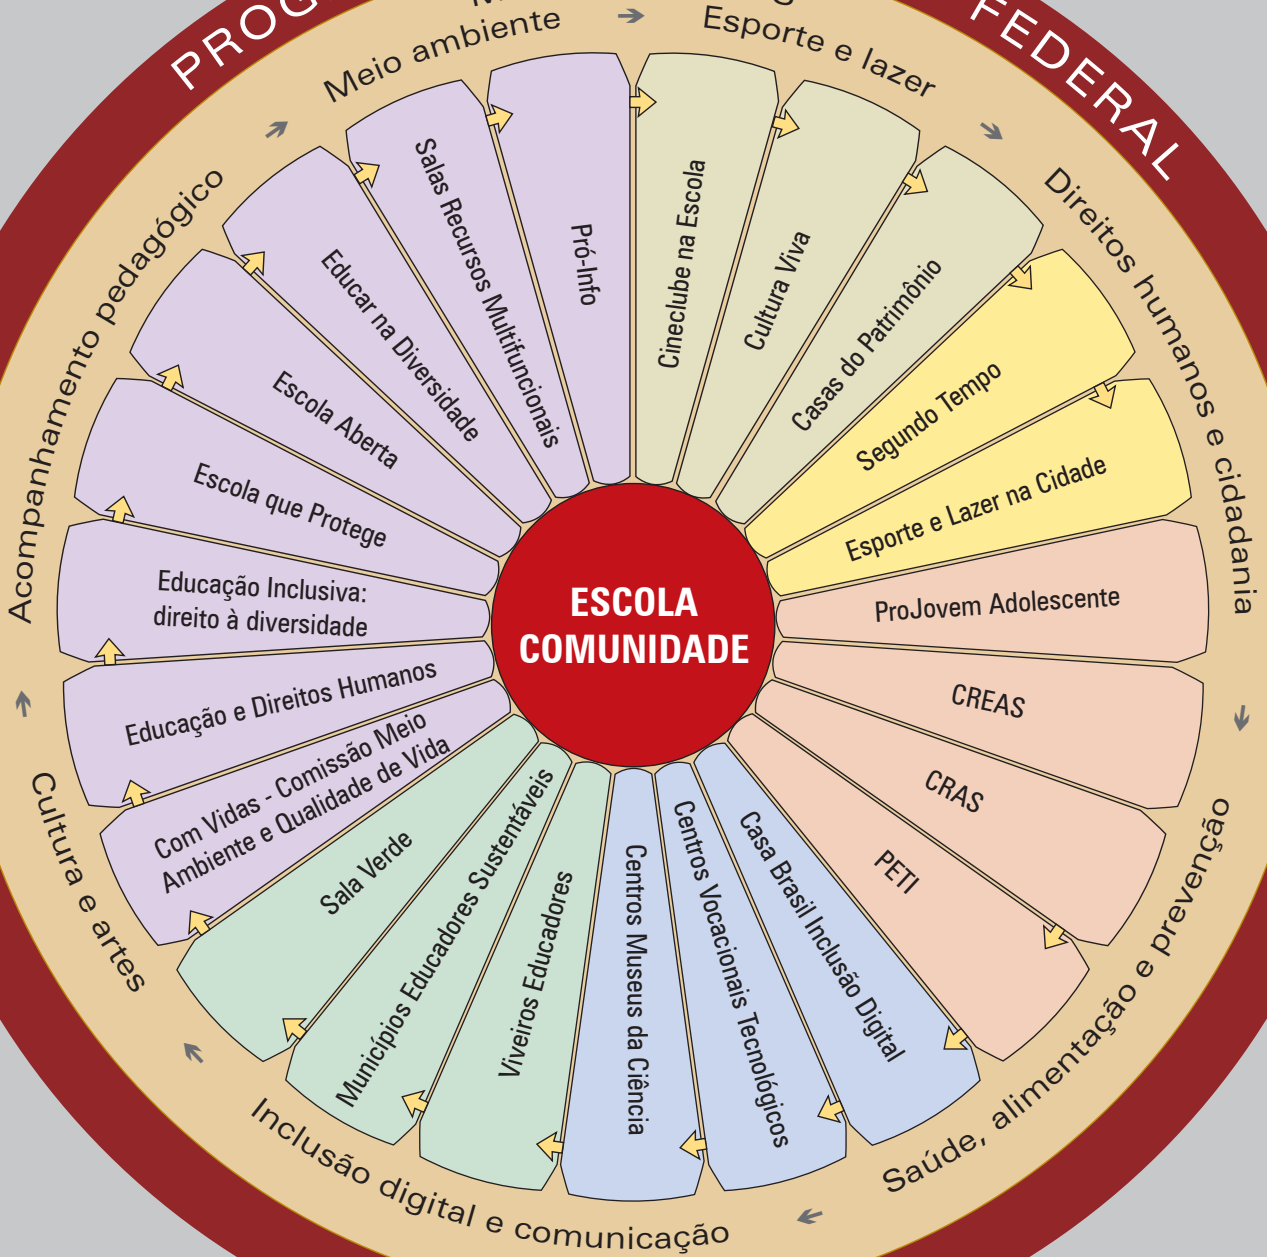 PROG
FEDERAL
Meio ambiente
Esporte e lazer
Direitos humanos e cidadania
Saúde, alimentação e prevenção
Inclusão digital e comunicação
Cultura e artes
Acompanhamento pedagógico
Pró-Info
Cineclube na Escola
Cultura Viva
Casas do Patrimônio
Segundo Tempo
Esporte e Lazer na Cidade
ProJovem Adolescente
CREAS
CRAS
PETI
Casa Brasil Inclusão Digital
Centros Vocacionais Tecnológicos
Centros Museus da Ciência
Viveiros Educadores
Municípios Educadores Sustentáveis
Sala Verde
Com Vidas - Comissão Meio
Ambiente e Qualidade de Vida
Educação e Direitos Humanos
Educação Inclusiva:
direito à diversidade
Escola que Protege
Escola Aberta
Educar na Diversidade
Salas Recursos Multifuncionais
ESCOLA
COMUNIDADE